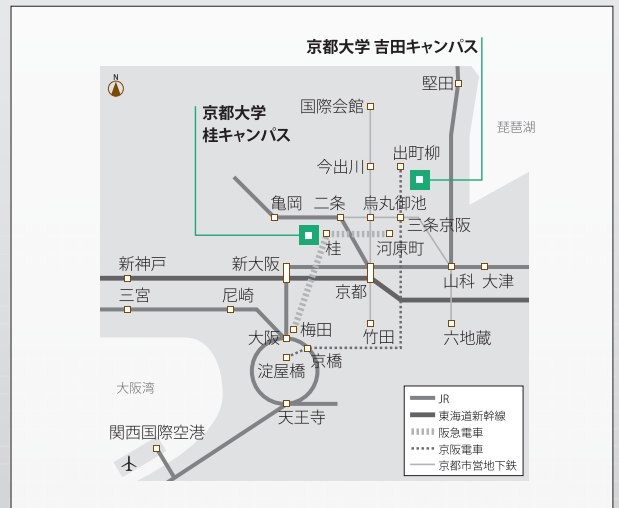 京都大学 吉田キャンパス
N
堅田
京都大学
桂キャンパス
国際会館
琵琶湖
今出川
出町柳
亀岡
二条
烏丸御池
三条京阪
桂
河原町
新神戸
新大阪
京都
山科
大津
三宮
尼崎
大阪
梅田
竹田
六地蔵
京橋
淀屋橋
大阪湾
天王寺
関西国際空港
JR
東海道新幹線
阪急電車
京阪電車
京都市営地下鉄